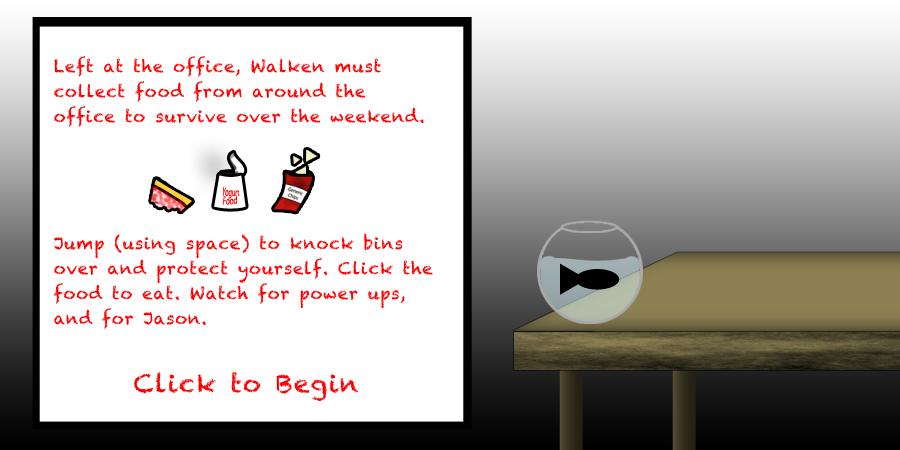 Left at the office, Walken must
collect food from around the
office to survive over the weekend.
Yogurt
Food
Generic
Chips
Jump (using space) to knock bins
over and protect yourself. Click the
food to eat. Watch for power ups,
and for Jason.
Click to Begin